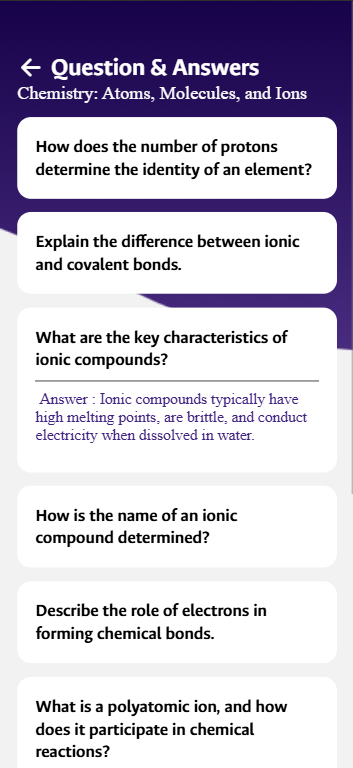 ← Question & Answers
Chemistry: Atoms, Molecules, and Ions
How does the number of protons
determine the identity of an element?
Explain the difference between ionic
and covalent bonds.
What are the key characteristics of
ionic compounds?
Answer : Ionic compounds typically have
high melting points, are brittle, and conduct
electricity when dissolved in water.
How is the name of an ionic
compound determined?
Describe the role of electrons in
forming chemical bonds.
What is a polyatomic ion, and how
does it participate in chemical
reactions?